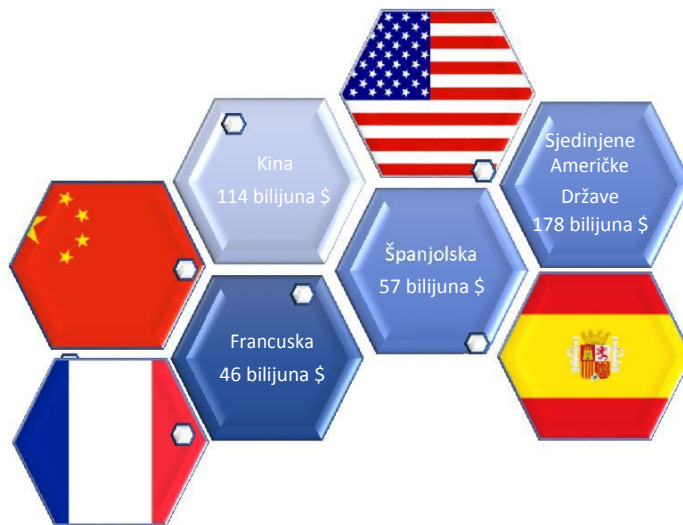 Kina
114 bilijuna $
Sjedinjene
Američke
Države
178 bilijuna $
Španjolska
57 bilijuna $
Francuska
46 bilijuna $